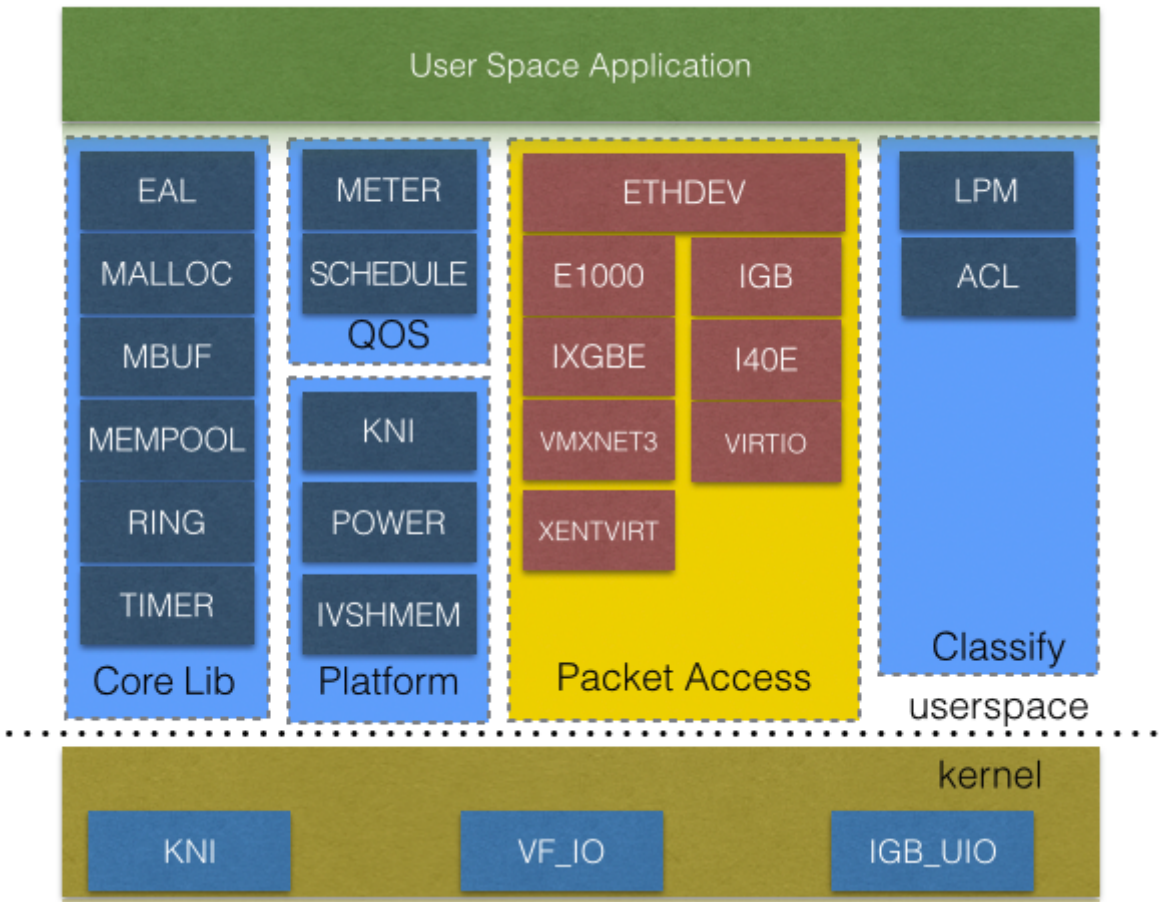 User Space Application
EAL
MALLOC
MBUF
MEMPOOL
RING
TIMER
Core Lib
METER
SCHEDULE
QOS
KNI
POWER
IVSHMEM
Platform
ETHDEV
E1000
IGB
IXGBE
I40E
VMXNET3
VIRTIO
XENTVIRT
Packet Access
LPM
ACL
Classify
userspace
kernel
KNI
VF_IO
IGB_UIO